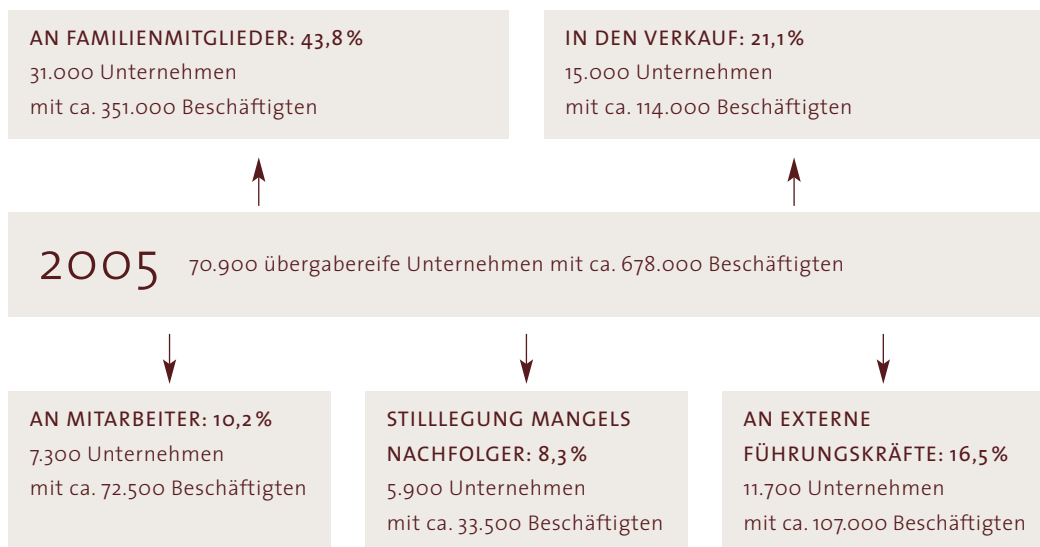 AN FAMILIENMITGLIEDER: 43,8 %
31.000 Unternehmen
mit ca. 351.000 Beschäftigten
IN DEN VERKAUF: 21,1 %
15.000 Unternehmen
mit ca. 114.000 Beschäftigten
2005 70.900 übergabereife Unternehmen mit ca. 678.000 Beschäftigten
AN MITARBEITER: 10,2 %
7.300 Unternehmen
mit ca. 72.500 Beschäftigten
STILLLEGUNG MANGELS
NACHFOLGER: 8,3 %
5.900 Unternehmen
mit ca. 33.500 Beschäftigten
AN EXTERNE
FÜHRUNGSKRÄFTE: 16,5 %
11.700 Unternehmen
mit ca. 107.000 Beschäftigten